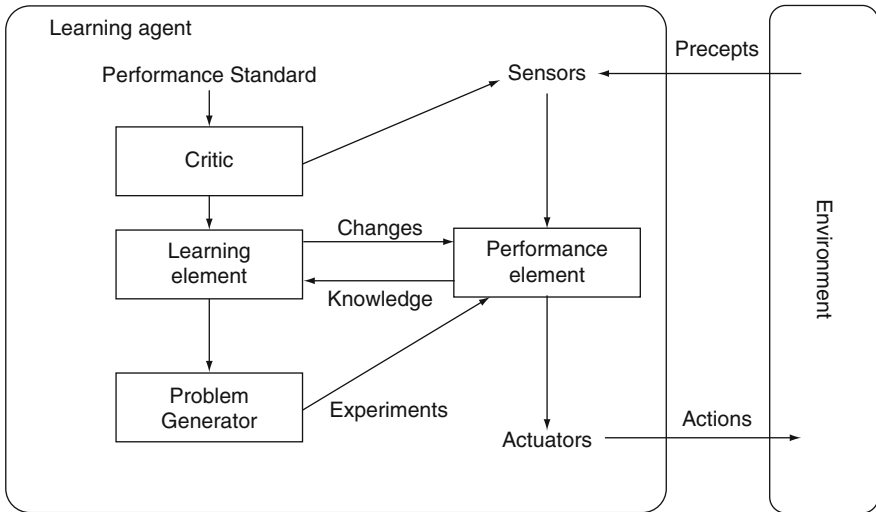 Learning agent
Performance Standard
Sensors
Precepts
Critic
Changes
Learning
element
Performance
element
Knowledge
Environment
Problem
Generator
Experiments
Actuators
Actions